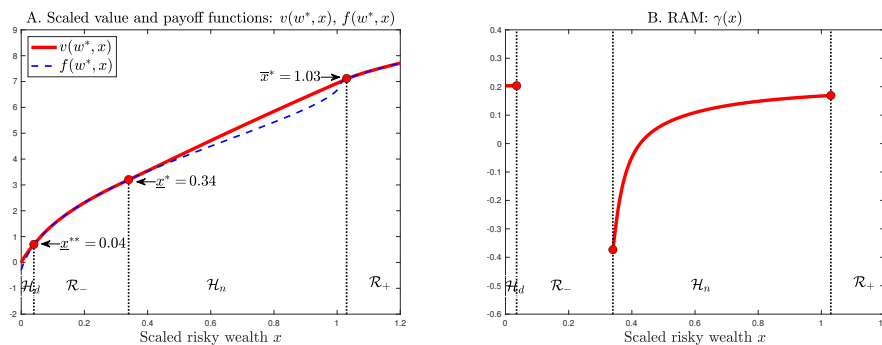 A. Scaled value and payoff functions: v(w*, x), f(w*, x)
9
8
7
6
5
4
3
2
1
0
-1
-2
v(w*, x)
f(w*, x)
x̅* = 1.03
x̲* = 0.34
x̲** = 0.04
ℋd ℛ− ℋn ℛ+
0 0.2 0.4 0.6 0.8 1 1.2
Scaled risky wealth x
B. RAM: γ(x)
0.4
0.3
0.2
0.1
0
-0.1
-0.2
-0.3
-0.4
-0.5
-0.6
ℋd ℛ− ℋn ℛ+
0 0.2 0.4 0.6 0.8 1 1.2
Scaled risky wealth x